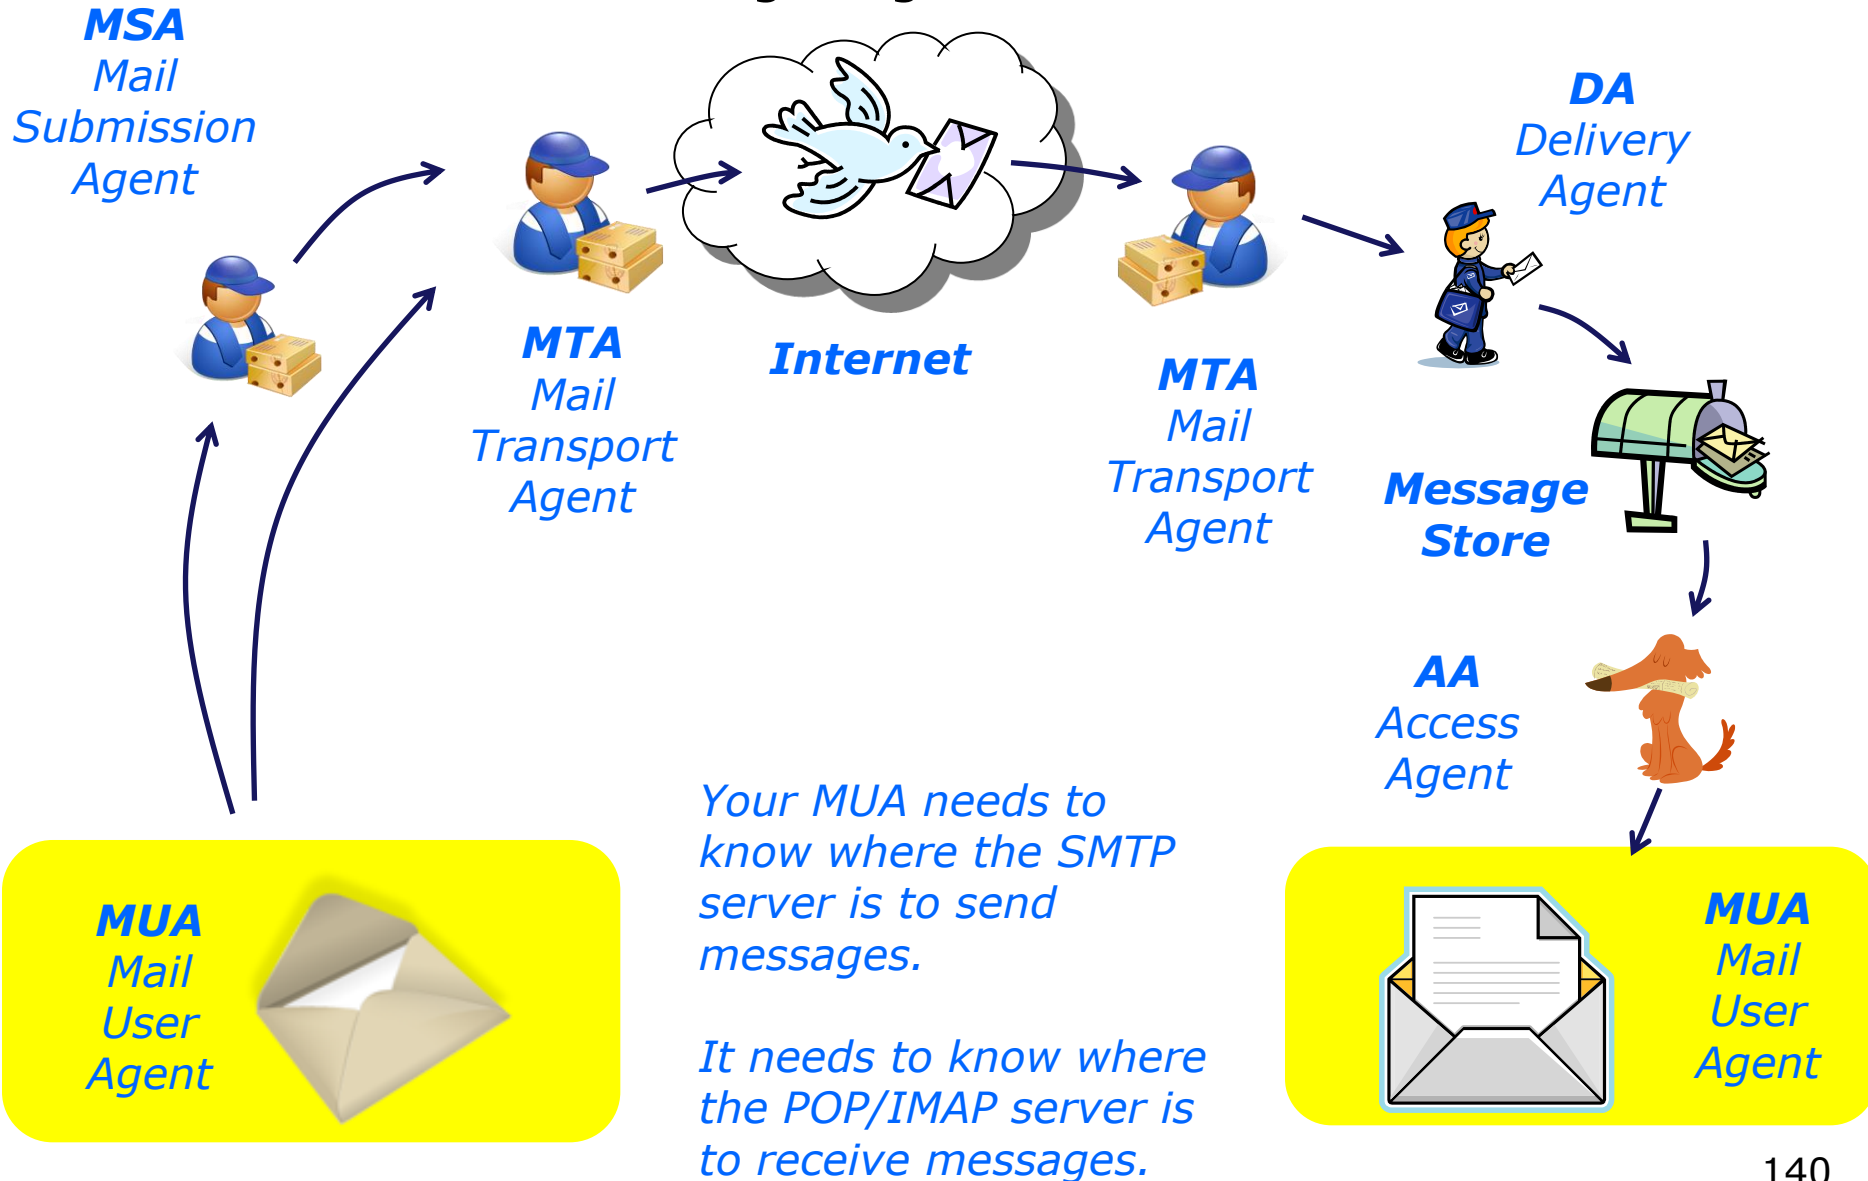 MSA
Mail
Submission
Agent
MTA
Mail
Transport
Agent
Internet
MTA
Mail
Transport
Agent
DA
Delivery
Agent
Message
Store
AA
Access
Agent
MUA
Mail
User
Agent
Your MUA needs to
know where the SMTP
server is to send
messages.
It needs to know where
the POP/IMAP server is
to receive messages.
MUA
Mail
User
Agent
140